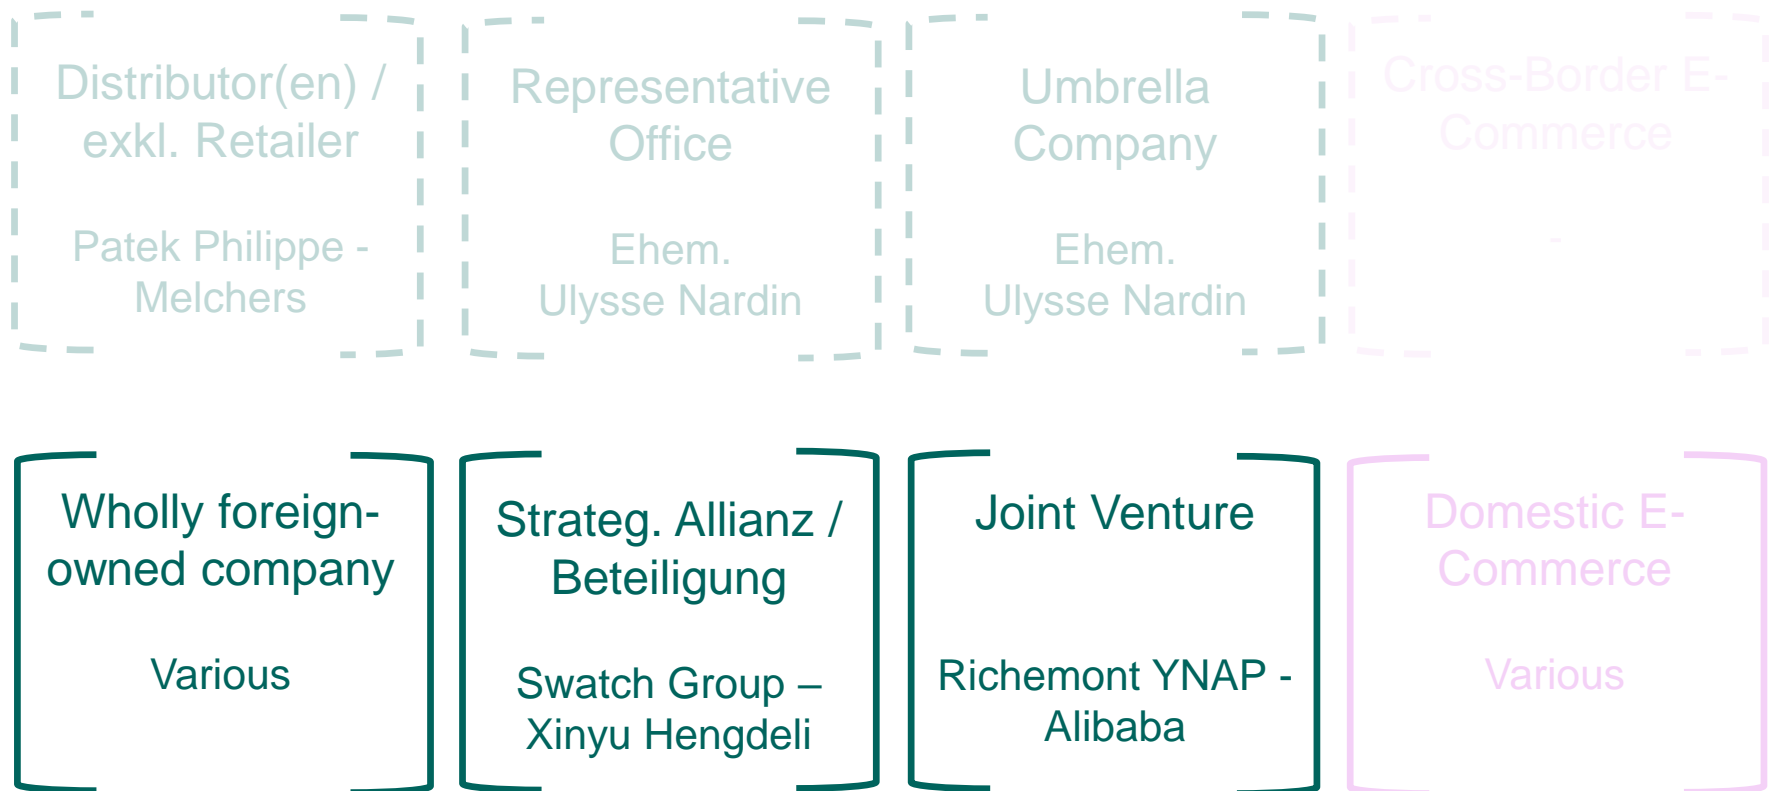 Distributor(en) /
exkl. Retailer
Patek Philippe -
Melchers
Representative
Office
Ehem.
Ulysse Nardin
Umbrella
Company
Ehem.
Ulysse Nardin
Cross-Border E-
Commerce
-
Wholly foreign-
owned company
Various
Strateg. Allianz /
Beteiligung
Swatch Group –
Xinyu Hengdeli
Joint Venture
Richemont YNAP -
Alibaba
Domestic E-
Commerce
Various